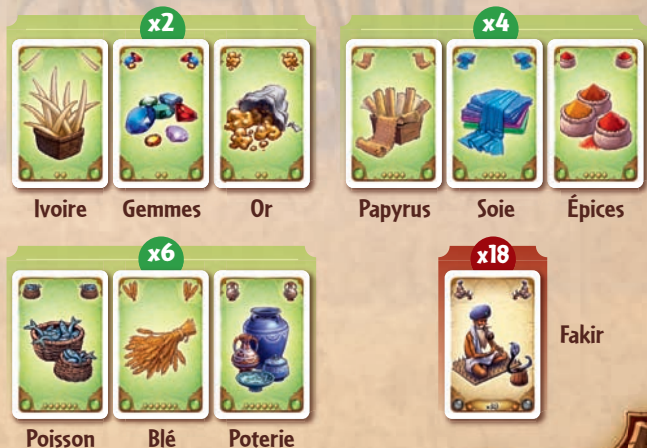 x2
x4
Ivoire Gemmes Or
Papyrus Soie Épices
x6
x18
Fakir
Poisson Blé Poterie